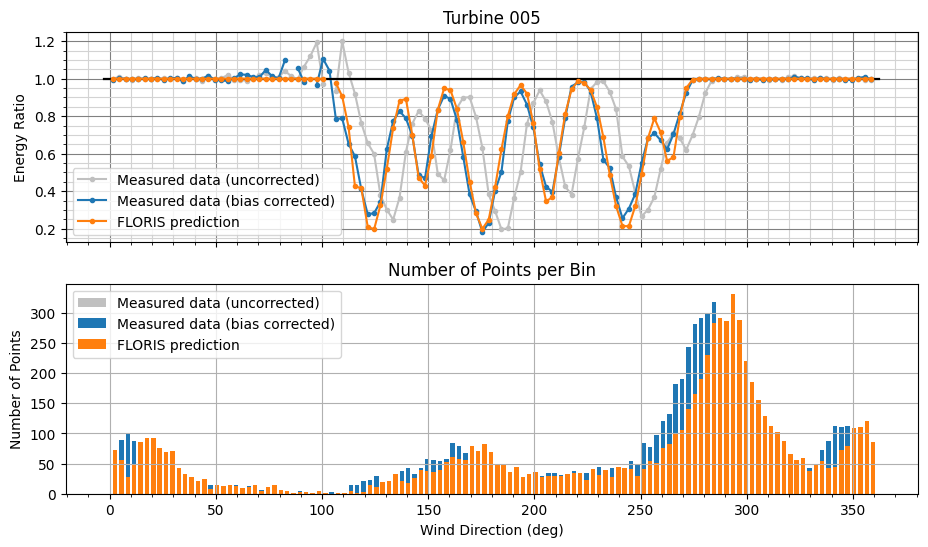 Turbine 005
Energy Ratio
1.2
1.0
0.8
0.6
0.4
0.2
Measured data (uncorrected)
Measured data (bias corrected)
FLORIS prediction
Number of Points per Bin
Number of Points
300
250
200
150
100
50
0
Measured data (uncorrected)
Measured data (bias corrected)
FLORIS prediction
0 50 100 150 200 250 300 350
Wind Direction (deg)